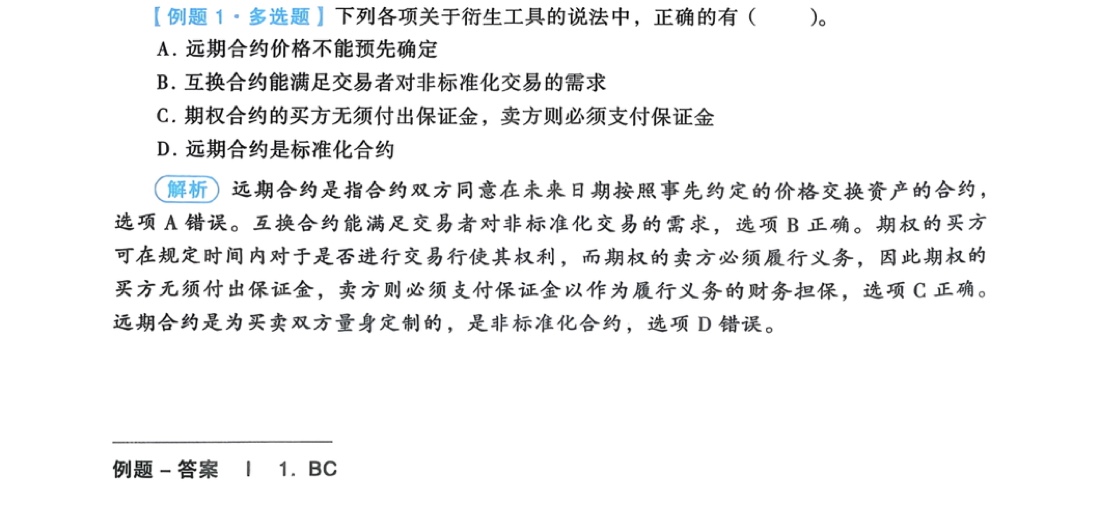 【例题 1·多选题】下列各项关于衍生工具的说法中，正确的有（　　）。
A. 远期合约价格不能预先确定
B. 互换合约能满足交易者对非标准化交易的需求
C. 期权合约的买方无须付出保证金，卖方则必须支付保证金
D. 远期合约是标准化合约
解析 远期合约是指合约双方同意在未来日期按照事先约定的价格交换资产的合约，
选项 A 错误。互换合约能满足交易者对非标准化交易的需求，选项 B 正确。期权的买方
可在规定时间内对于是否进行交易行使其权利，而期权的卖方必须履行义务，因此期权的
买方无须付出保证金，卖方则必须支付保证金以作为履行义务的财务担保，选项 C 正确。
远期合约是为买卖双方量身定制的，是非标准化合约，选项 D 错误。
例题 – 答案 | 1. BC